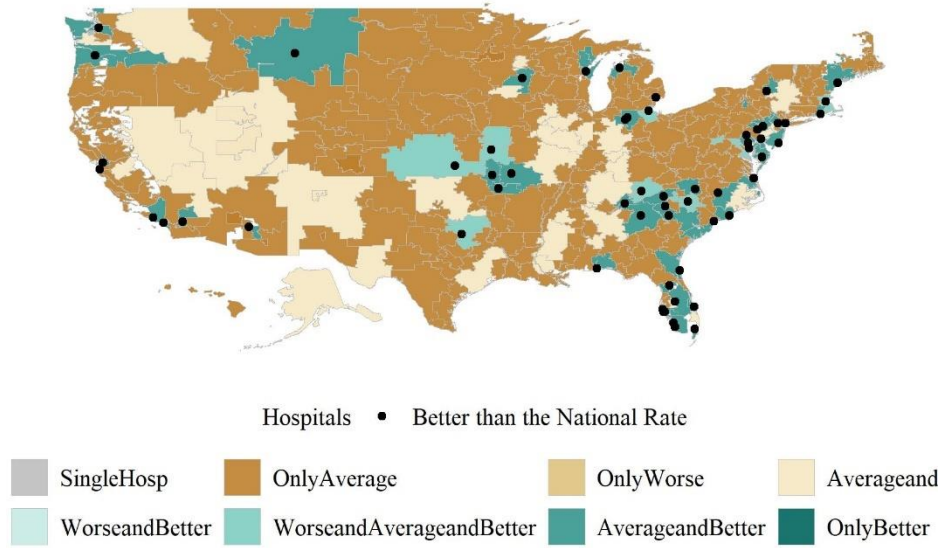 Hospitals • Better than the National Rate
SingleHosp OnlyAverage OnlyWorse Averageand
WorseandBetter WorseandAverageandBetter AverageandBetter OnlyBetter